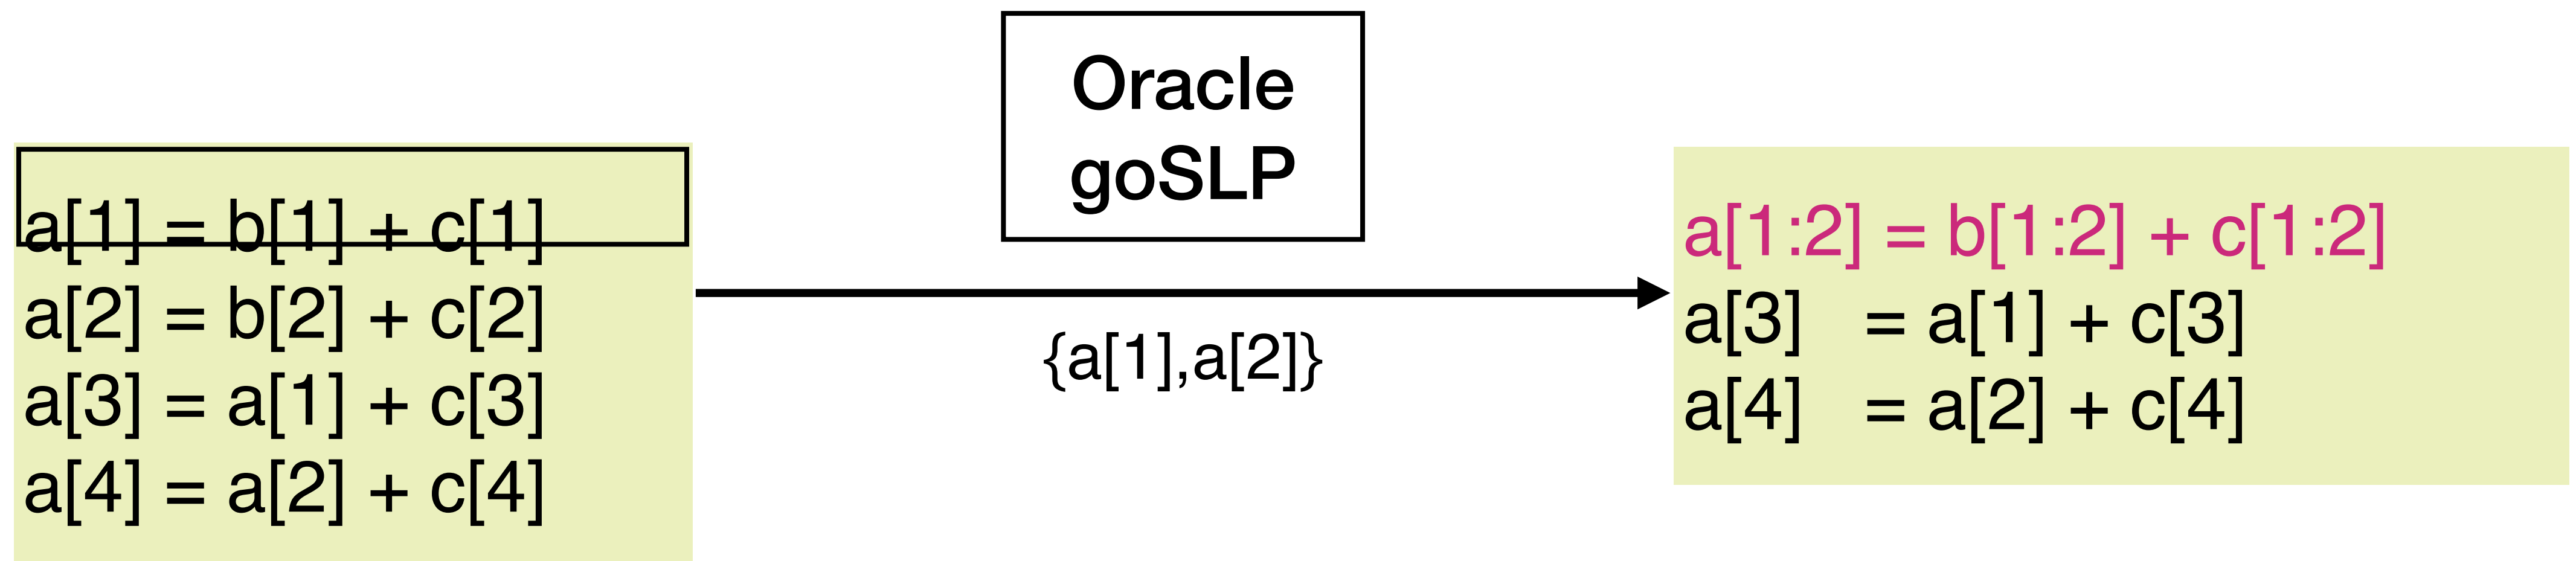 Oracle
goSLP
a[1] = b[1] + c[1]
a[2] = b[2] + c[2]
a[3] = a[1] + c[3]
a[4] = a[2] + c[4]
{a[1],a[2]}
a[1:2] = b[1:2] + c[1:2]
a[3] = a[1] + c[3]
a[4] = a[2] + c[4]